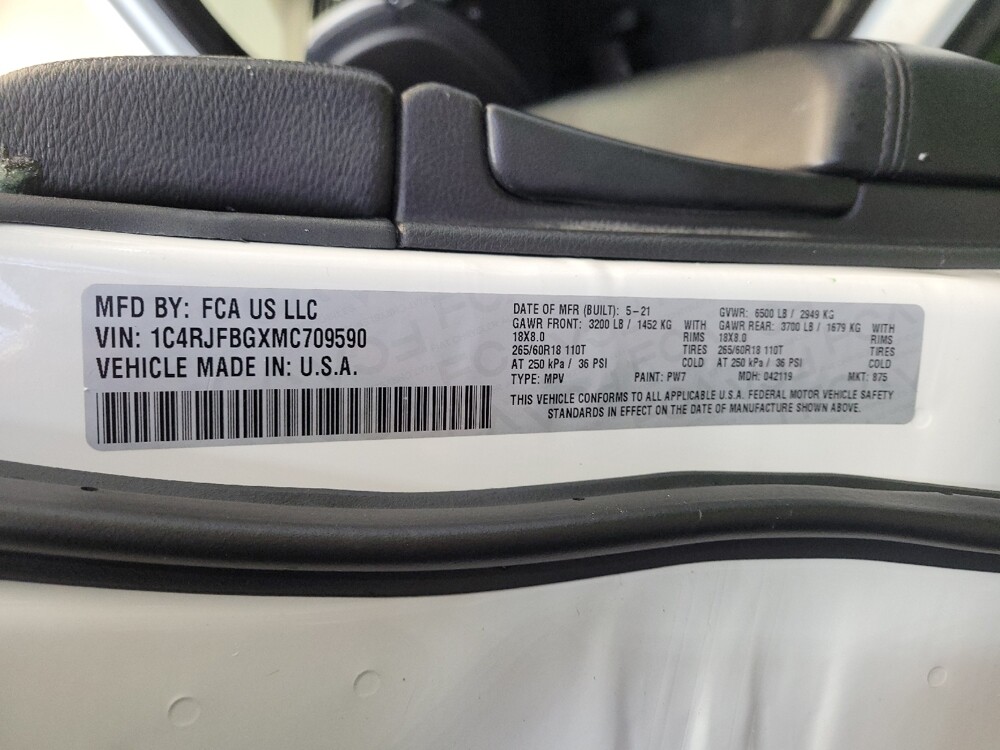 MFD BY: FCA US LLC
VIN: 1C4RJFBGXMC709590
VEHICLE MADE IN: U.S.A.
DATE OF MFR (BUILT): 5-21 GVWR: 6500 LB / 2949 KG
GAWR FRONT: 3200 LB / 1452 KG WITH GAWR REAR: 3700 LB / 1679 KG WITH
18X8.0 RIMS 18X8.0 RIMS
265/60R18 110T TIRES 265/60R18 110T TIRES
AT 250 kPa / 36 PSI COLD AT 250 kPa / 36 PSI COLD
TYPE: MPV PAINT: PW7 MDH: 042119 MKT: 875
THIS VEHICLE CONFORMS TO ALL APPLICABLE U.S.A. FEDERAL MOTOR VEHICLE SAFETY
STANDARDS IN EFFECT ON THE DATE OF MANUFACTURE SHOWN ABOVE.